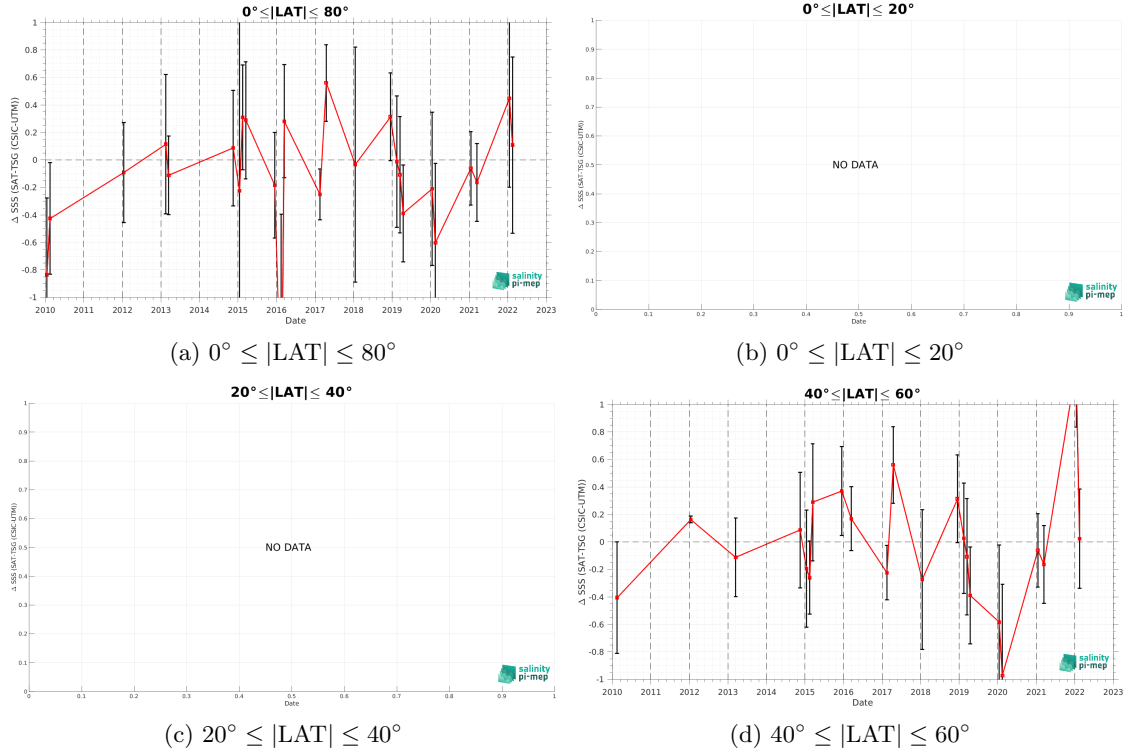 0°≤|LAT|≤ 80°
Δ SSS (SAT-TSG (CSIC-UTM))
1
0.8
0.6
0.4
0.2
0
-0.2
-0.4
-0.6
-0.8
-1
2010 2011 2012 2013 2014 2015 2016 2017 2018 2019 2020 2021 2022 2023
Date
salinity
pi-mep
(a) 0° ≤ |LAT| ≤ 80°
0°≤|LAT|≤ 20°
Δ SSS (SAT-TSG (CSIC-UTM))
1
0.9
0.8
0.7
0.6
0.5
0.4
0.3
0.2
0.1
0
NO DATA
0 0.1 0.2 0.3 0.4 0.5 0.6 0.7 0.8 0.9 1
Date
salinity
pi-mep
(b) 0° ≤ |LAT| ≤ 20°
20°≤|LAT|≤ 40°
Δ SSS (SAT-TSG (CSIC-UTM))
1
0.9
0.8
0.7
0.6
0.5
0.4
0.3
0.2
0.1
0
NO DATA
0 0.1 0.2 0.3 0.4 0.5 0.6 0.7 0.8 0.9 1
Date
salinity
pi-mep
(c) 20° ≤ |LAT| ≤ 40°
40°≤|LAT|≤ 60°
Δ SSS (SAT-TSG (CSIC-UTM))
1
0.8
0.6
0.4
0.2
0
-0.2
-0.4
-0.6
-0.8
-1
2010 2011 2012 2013 2014 2015 2016 2017 2018 2019 2020 2021 2022 2023
Date
salinity
pi-mep
(d) 40° ≤ |LAT| ≤ 60°